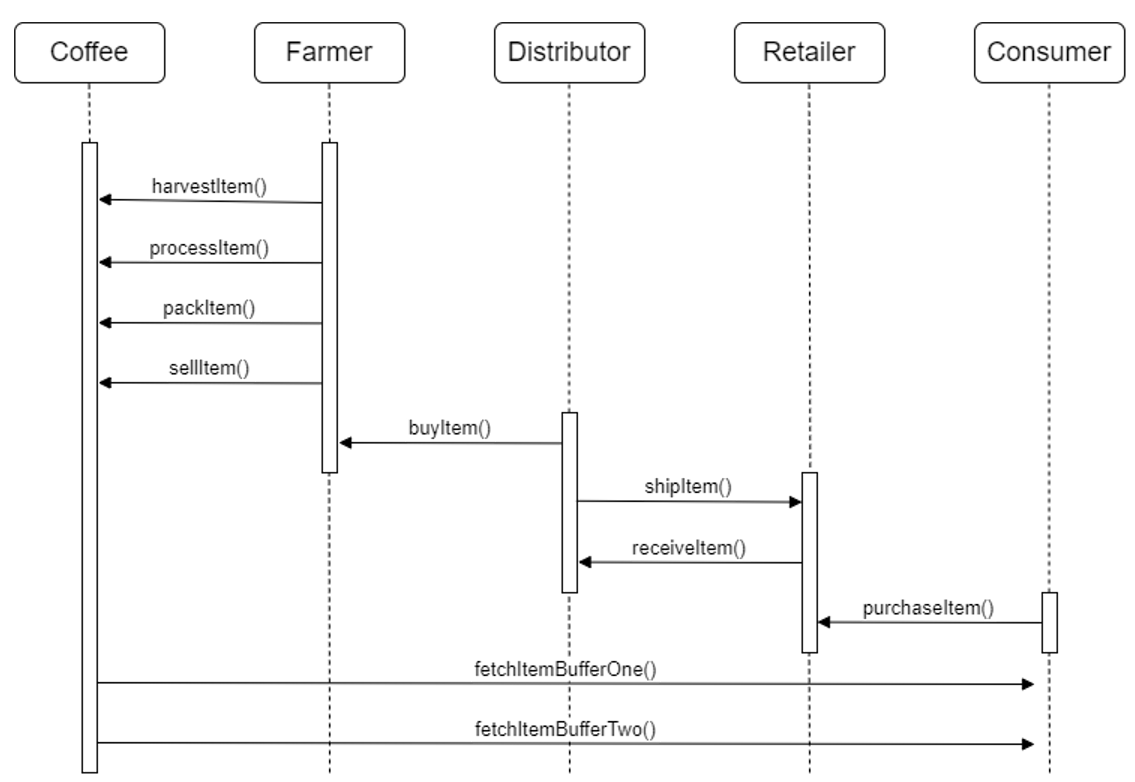 Coffee
Farmer
Distributor
Retailer
Consumer
harvestItem()
processItem()
packItem()
sellItem()
buyItem()
shipItem()
receiveItem()
purchaseItem()
fetchItemBufferOne()
fetchItemBufferTwo()